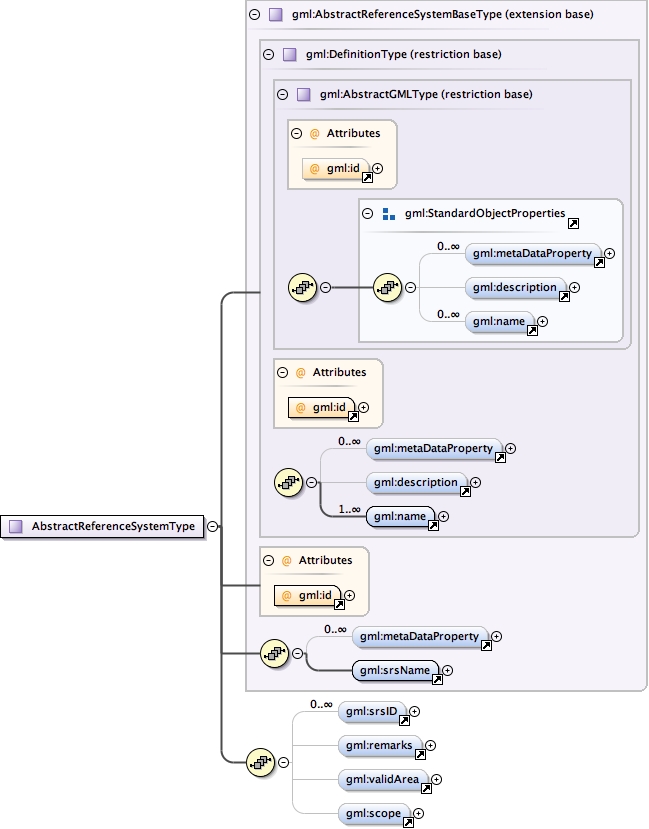 gml:AbstractReferenceSystemBaseType (extension base)
gml:DefinitionType (restriction base)
gml:AbstractGMLType (restriction base)
@ Attributes
@ gml:id
gml:StandardObjectProperties
0..∞
gml:metaDataProperty
gml:description
0..∞
gml:name
@ Attributes
@ gml:id
0..∞
gml:metaDataProperty
gml:description
1..∞
gml:name
AbstractReferenceSystemType
@ Attributes
@ gml:id
0..∞
gml:metaDataProperty
gml:srsName
0..∞
gml:srsID
gml:remarks
gml:validArea
gml:scope